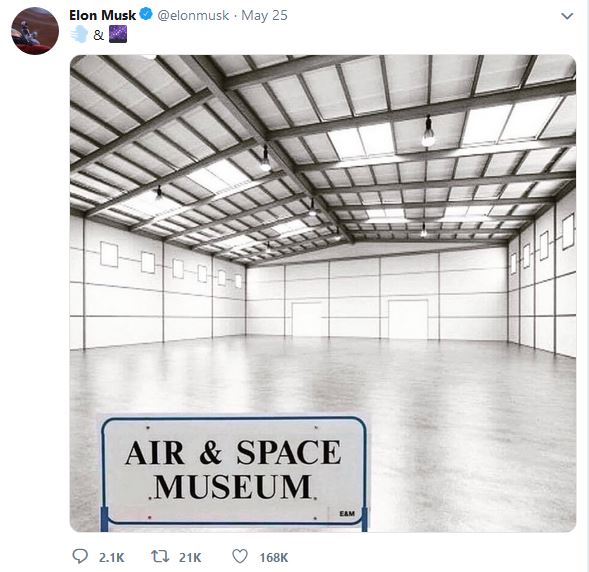 Elon Musk @elonmusk · May 25
💨 & 🌌
AIR & SPACE
MUSEUM
E&M
2.1K 21K 168K